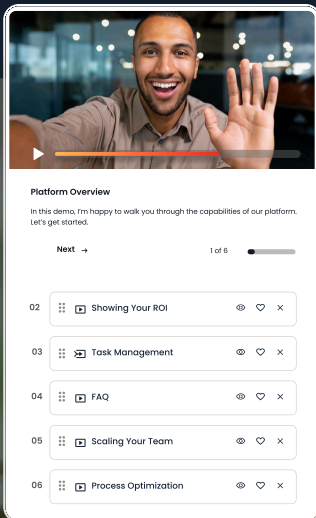 Platform Overview
In this demo, I'm happy to walk you through the capabilities of our platform.
Let's get started.
Next → 1 of 6
02 Showing Your ROI
03 Task Management
04 FAQ
05 Scaling Your Team
06 Process Optimization